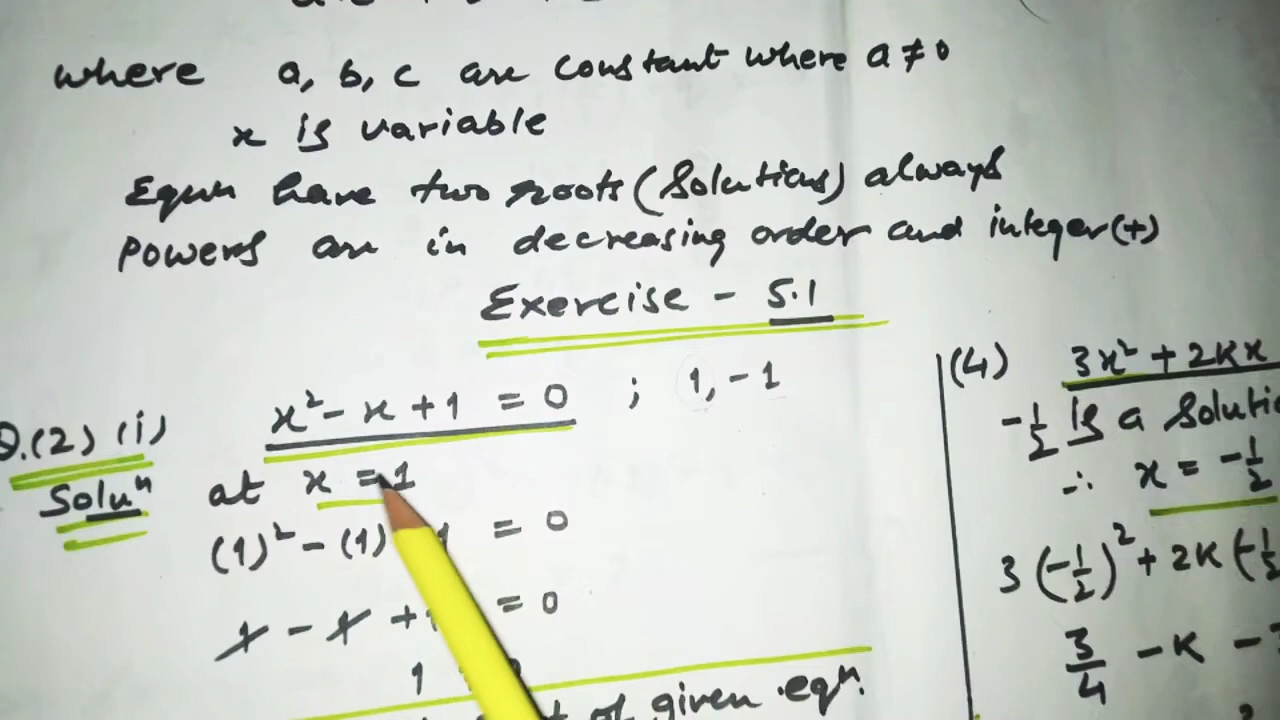 where a, b, c are constant where a ≠ 0
x is variable
Equn have two roots (Solutions) always
powers are in decreasing order and integer(+)
Exercise - 5.1
Q.(2) (i) x² - x + 1 = 0 ; 1, -1
Soluⁿ at x = 1
(1)² - (1) = 0
1 - 1 + = 0
1
of given eqⁿ.
(4) 3x² + 2Kx
-1/2 is a
∴ x = -1/2
3(-1/2)² + 2K(-
3/4 - K -